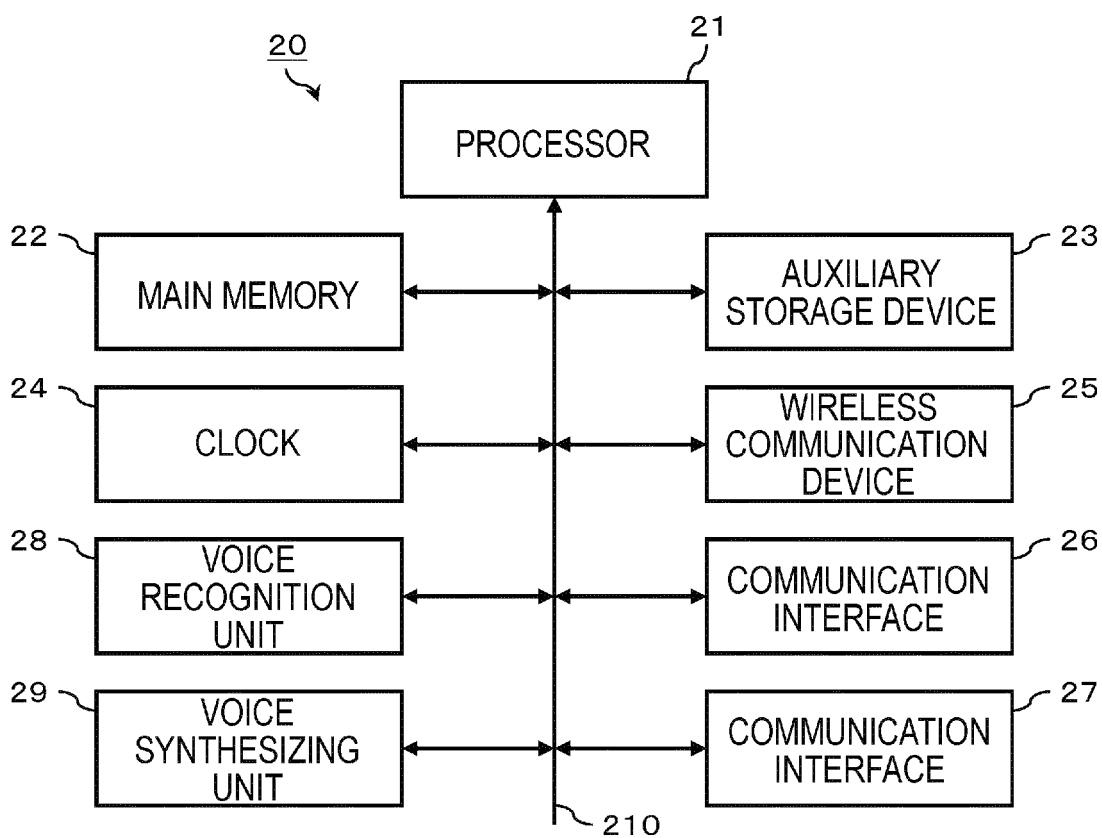 20
21
PROCESSOR
22
MAIN MEMORY
23
AUXILIARY
STORAGE DEVICE
24
CLOCK
25
WIRELESS
COMMUNICATION
DEVICE
28
VOICE
RECOGNITION
UNIT
26
COMMUNICATION
INTERFACE
29
VOICE
SYNTHESIZING
UNIT
27
COMMUNICATION
INTERFACE
210